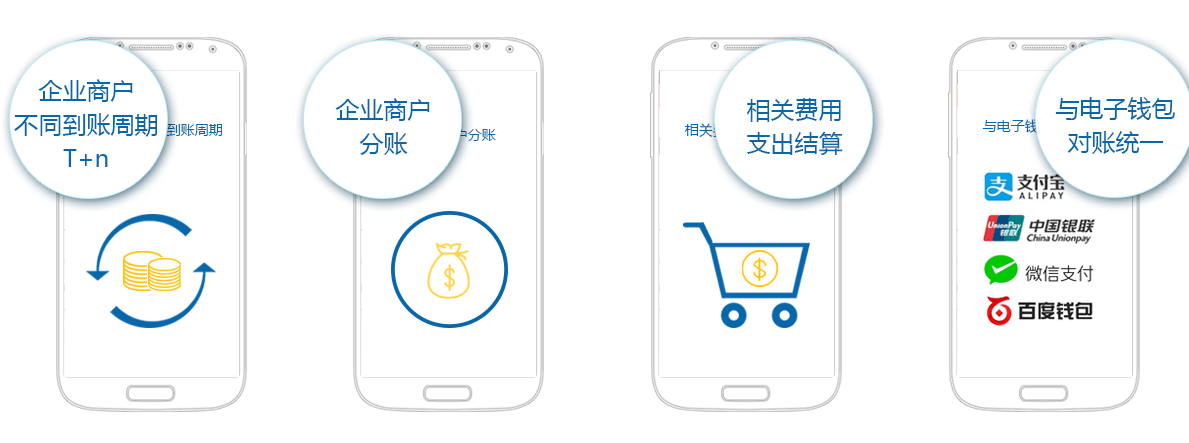 企业商户
不同到账周期
T+n
到账周期
企业商户
分账
户分账
$
相关费用
支出结算
相关
$
与电子钱包
对账统一
与电子钱
支 支付宝
ALIPAY
UnionPay
银联
中国银联
China Unionpay
微信支付
百度钱包